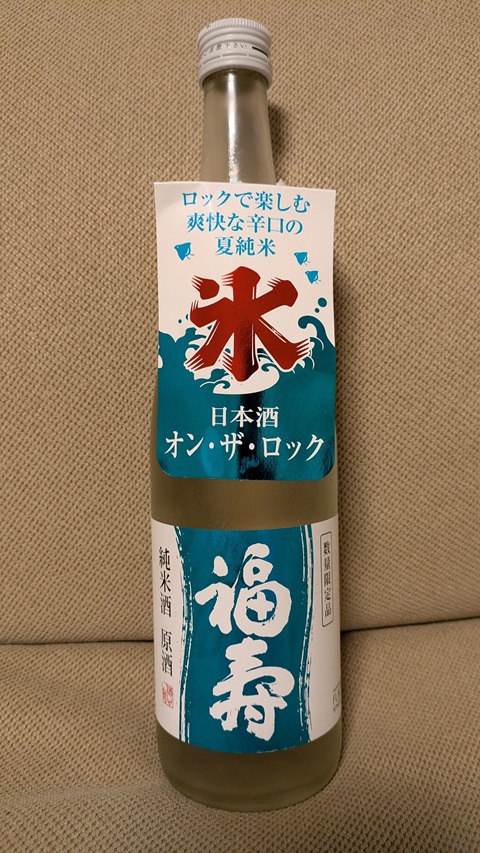 ロックで楽しむ
爽快な辛口の
夏純米
氷
日本酒
オン・ザ・ロック
数量限定品
福寿
純米酒 原酒